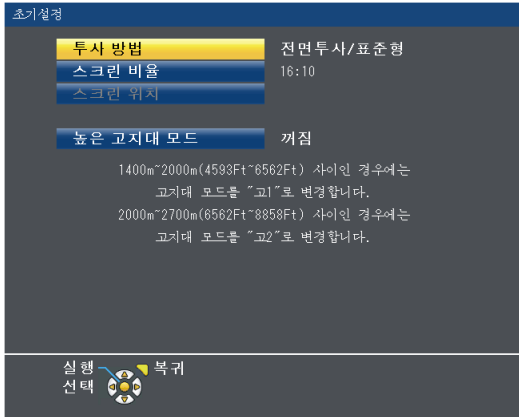 초기설정
투사 방법 전면투사/표준형
스크린 비율 16:10
스크린 위치
높은 고지대 모드 꺼짐
1400m~2000m(4593Ft~6562Ft) 사이인 경우에는
고지대 모드를 "고1"로 변경합니다.
2000m~2700m(6562Ft~8858Ft) 사이인 경우에는
고지대 모드를 "고2"로 변경합니다.
실행 복귀
선택